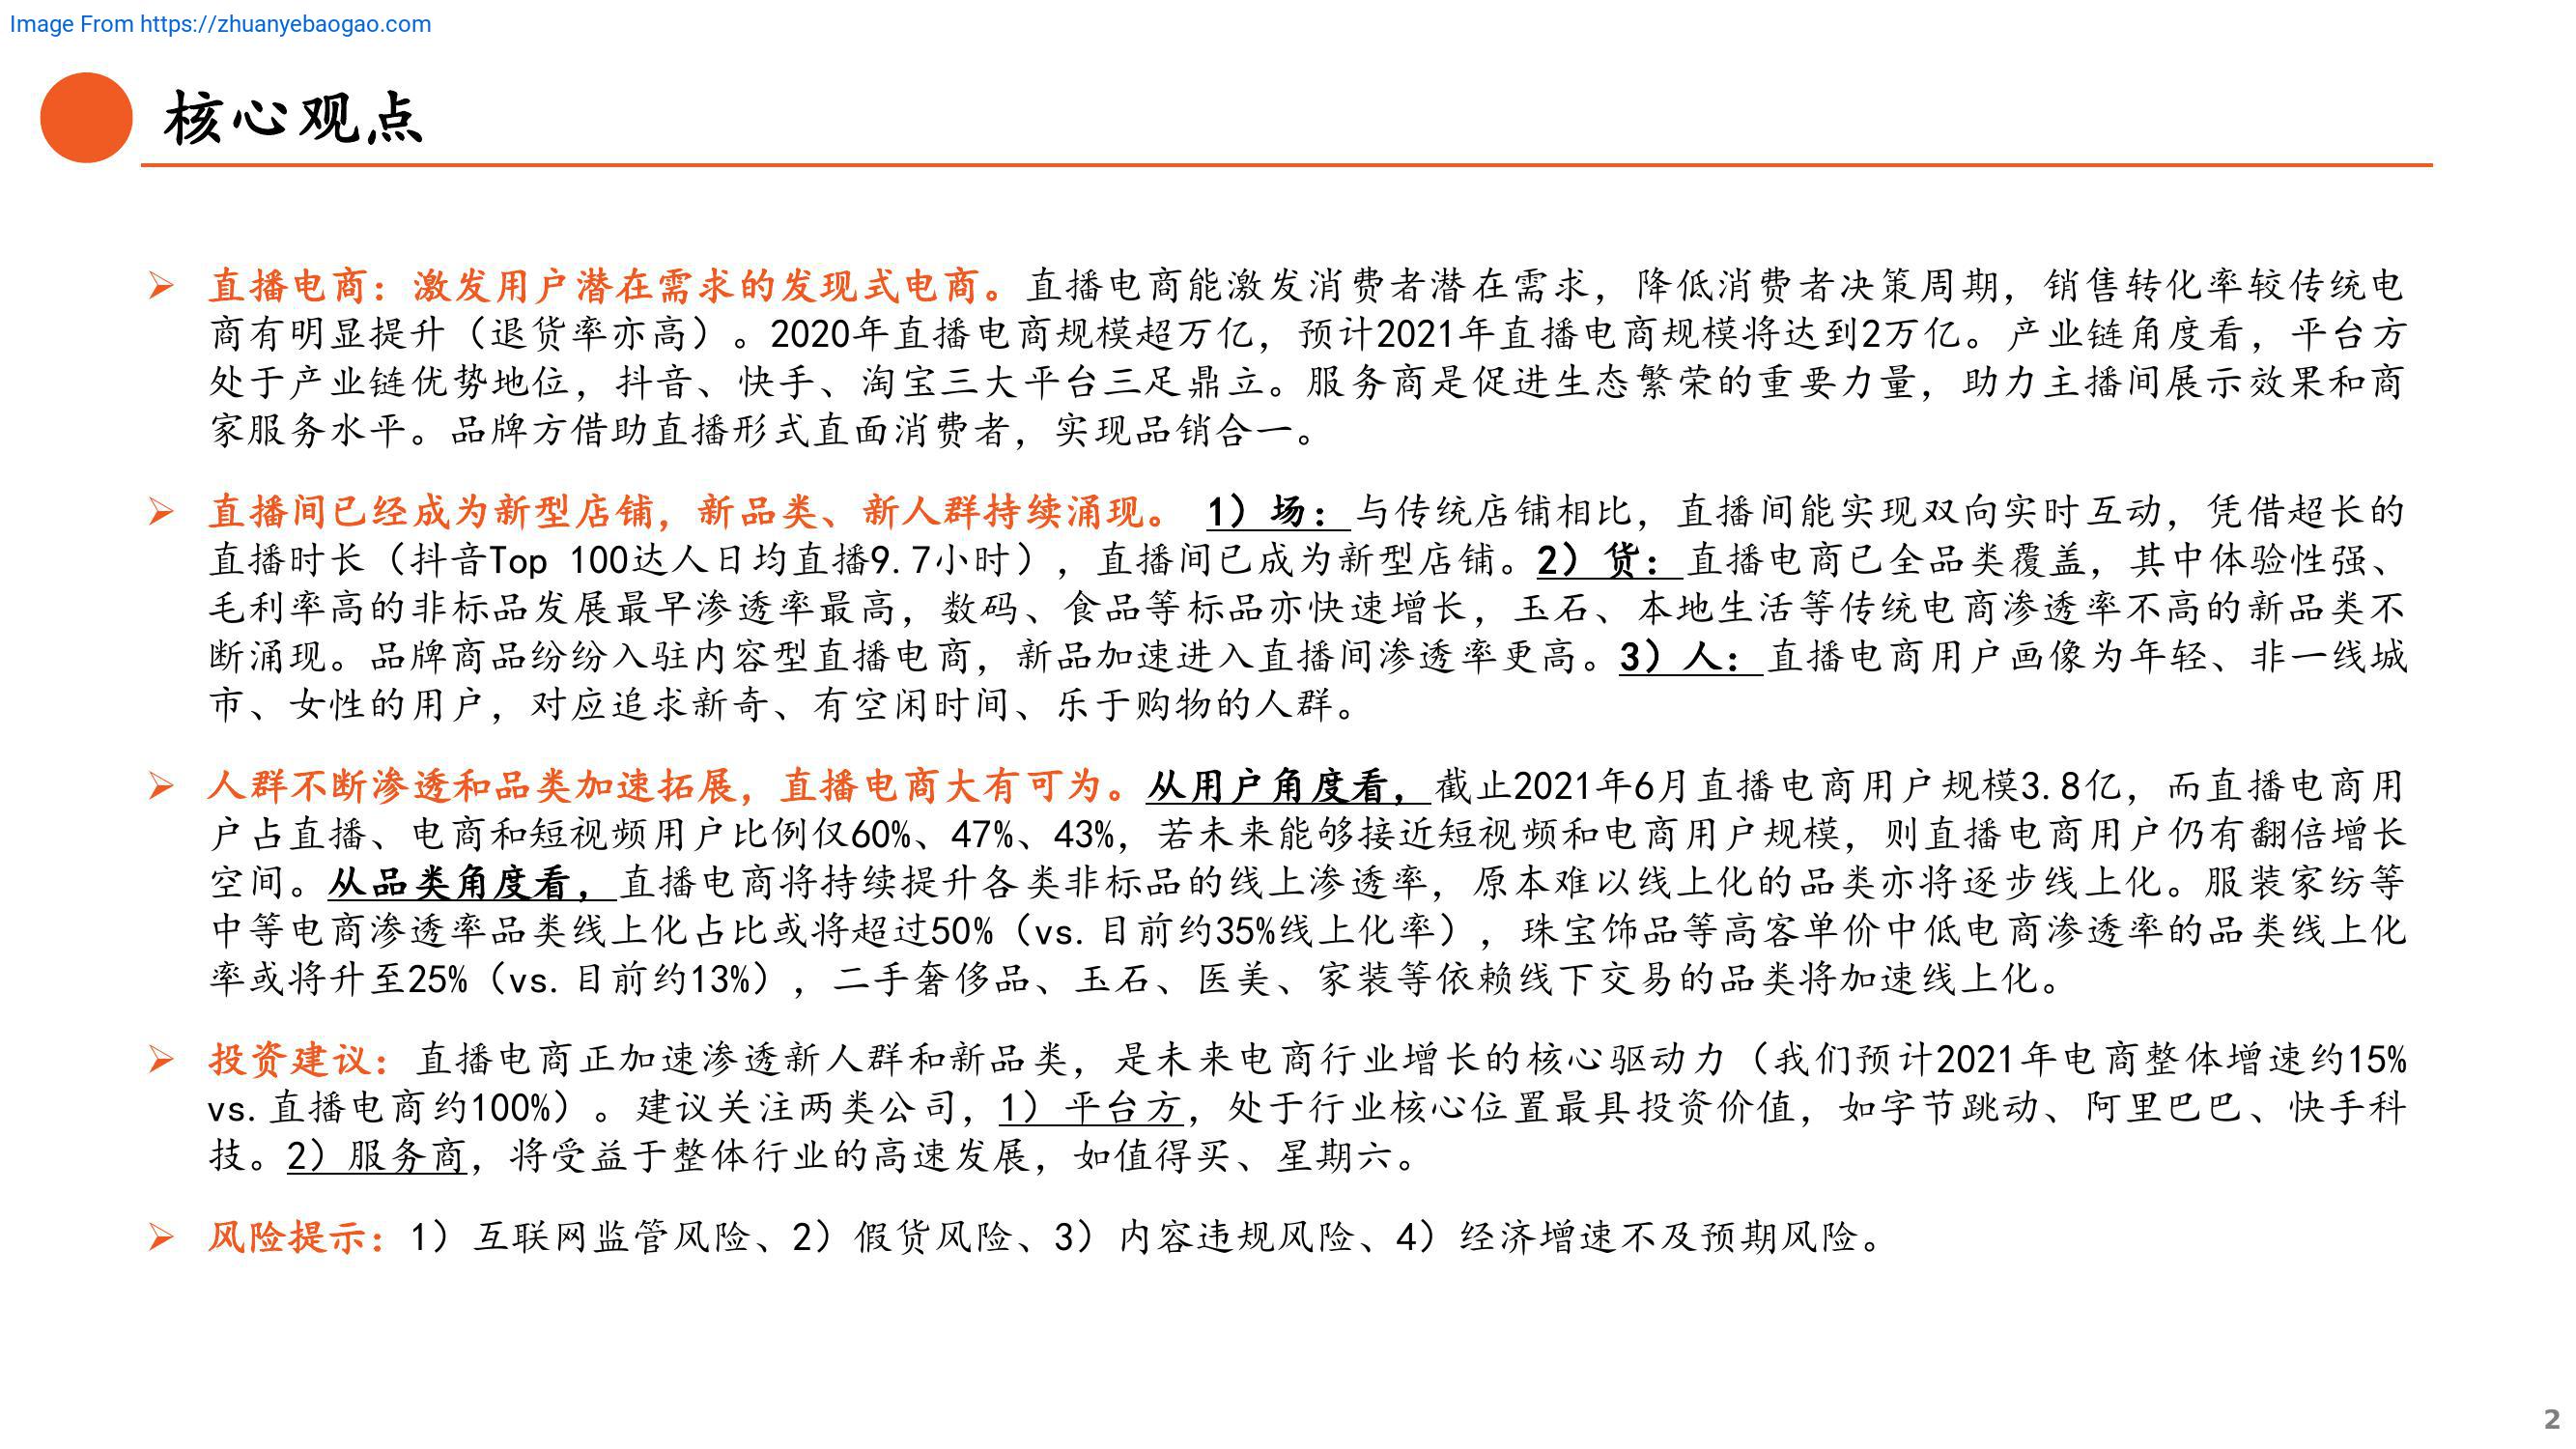 Image From https://zhuanyebaogao.com
核心观点
➢ 直播电商：激发用户潜在需求的发现式电商。直播电商能激发消费者潜在需求，降低消费者决策周期，销售转化率较传统电
商有明显提升（退货率亦高）。2020年直播电商规模超万亿，预计2021年直播电商规模将达到2万亿。产业链角度看，平台方
处于产业链优势地位，抖音、快手、淘宝三大平台三足鼎立。服务商是促进生态繁荣的重要力量，助力主播间展示效果和商
家服务水平。品牌方借助直播形式直面消费者，实现品销合一。
➢ 直播间已经成为新型店铺，新品类、新人群持续涌现。 1）场：与传统店铺相比，直播间能实现双向实时互动，凭借超长的
直播时长（抖音Top 100达人日均直播9.7小时），直播间已成为新型店铺。2）货：直播电商已全品类覆盖，其中体验性强、
毛利率高的非标品发展最早渗透率最高，数码、食品等标品亦快速增长，玉石、本地生活等传统电商渗透率不高的新品类不
断涌现。品牌商品纷纷入驻内容型直播电商，新品加速进入直播间渗透率更高。3）人：直播电商用户画像为年轻、非一线城
市、女性的用户，对应追求新奇、有空闲时间、乐于购物的人群。
➢ 人群不断渗透和品类加速拓展，直播电商大有可为。从用户角度看，截止2021年6月直播电商用户规模3.8亿，而直播电商用
户占直播、电商和短视频用户比例仅60%、47%、43%，若未来能够接近短视频和电商用户规模，则直播电商用户仍有翻倍增长
空间。从品类角度看，直播电商将持续提升各类非标品的线上渗透率，原本难以线上化的品类亦将逐步线上化。服装家纺等
中等电商渗透率品类线上化占比或将超过50%（vs.目前约35%线上化率），珠宝饰品等高客单价中低电商渗透率的品类线上化
率或将升至25%（vs.目前约13%），二手奢侈品、玉石、医美、家装等依赖线下交易的品类将加速线上化。
➢ 投资建议：直播电商正加速渗透新人群和新品类，是未来电商行业增长的核心驱动力（我们预计2021年电商整体增速约15%
vs.直播电商约100%）。建议关注两类公司，1）平台方，处于行业核心位置最具投资价值，如字节跳动、阿里巴巴、快手科
技。2）服务商，将受益于整体行业的高速发展，如值得买、星期六。
➢ 风险提示：1）互联网监管风险、2）假货风险、3）内容违规风险、4）经济增速不及预期风险。
2